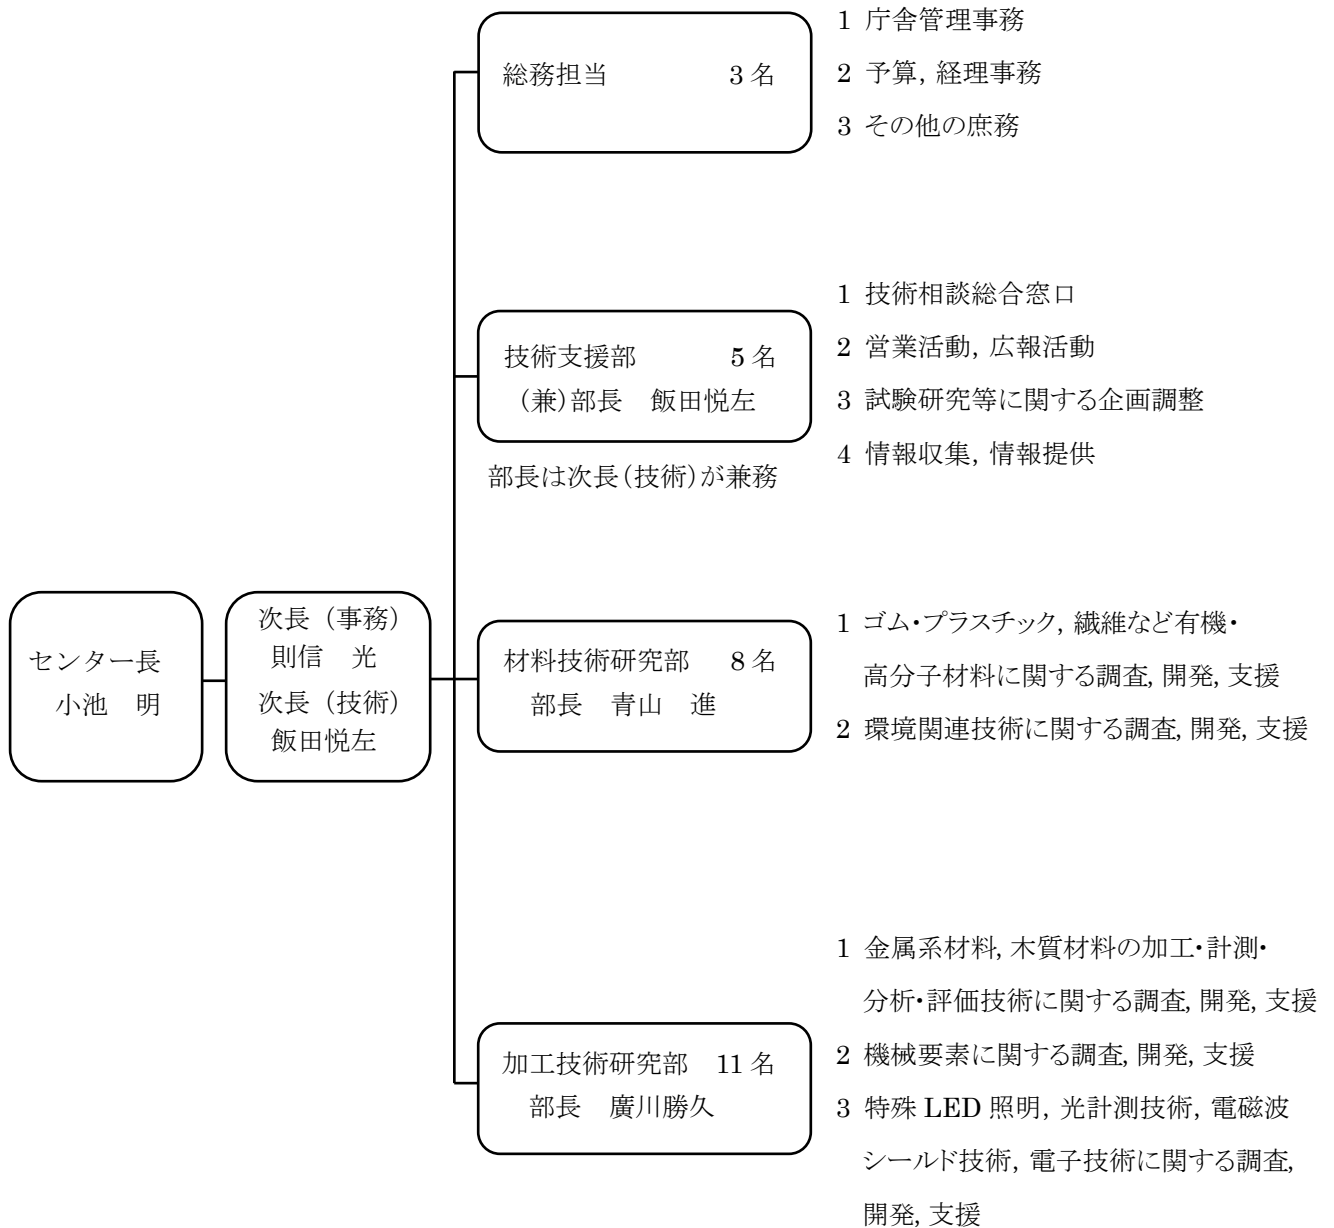 総務担当 3 名
1 庁舎管理事務
2 予算, 経理事務
3 その他の庶務
技術支援部 5 名
(兼)部長 飯田悦左
部長は次長(技術)が兼務
1 技術相談総合窓口
2 営業活動, 広報活動
3 試験研究等に関する企画調整
4 情報収集, 情報提供
センター長
小池 明
次長 (事務)
則信 光
次長 (技術)
飯田悦左
材料技術研究部 8 名
部長 青山 進
1 ゴム・プラスチック, 繊維など有機・
高分子材料に関する調査, 開発, 支援
2 環境関連技術に関する調査, 開発, 支援
加工技術研究部 11 名
部長 廣川勝久
1 金属系材料, 木質材料の加工・計測・
分析・評価技術に関する調査, 開発, 支援
2 機械要素に関する調査, 開発, 支援
3 特殊 LED 照明, 光計測技術, 電磁波
シールド技術, 電子技術に関する調査,
開発, 支援